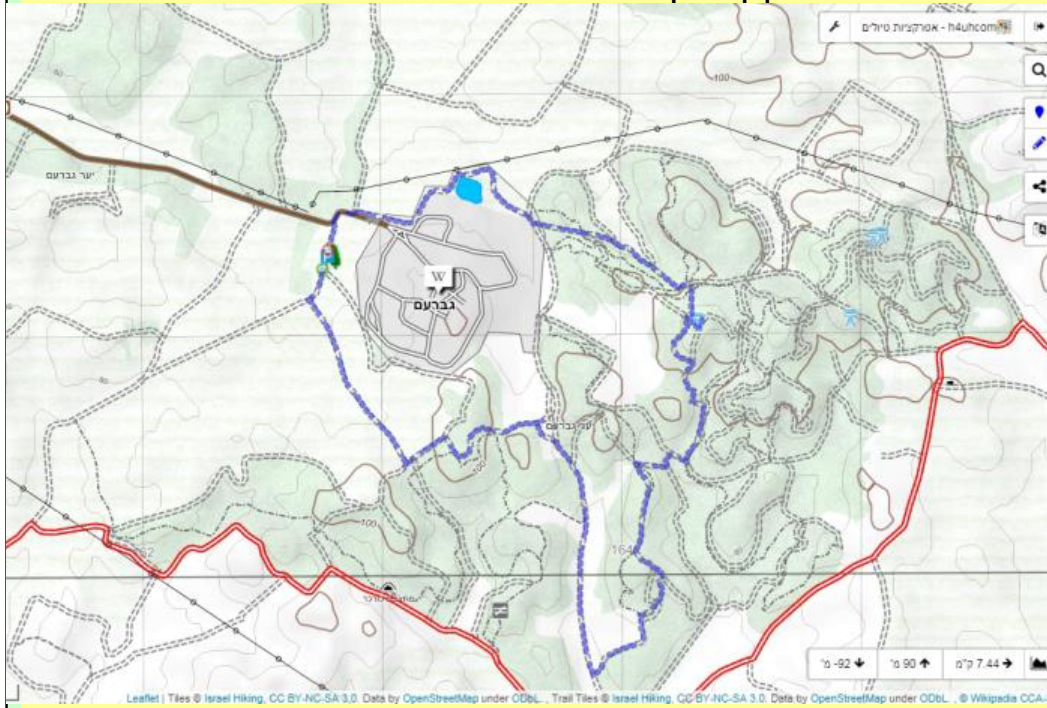 h4uhcom - אטרקציות טיולים
100
יער גברעם
W
גברעם
יער גברעם
100
100
164
162
7.44 ק"מ
90 מ'
-92 מ'
Leaflet | Tiles © Israel Hiking, CC BY-NC-SA 3.0. Data by OpenStreetMap under ODbL. , Trail Tiles © Israel Hiking, CC BY-NC-SA 3.0. Data by OpenStreetMap under ODbL. , © Wikipedia CCA-